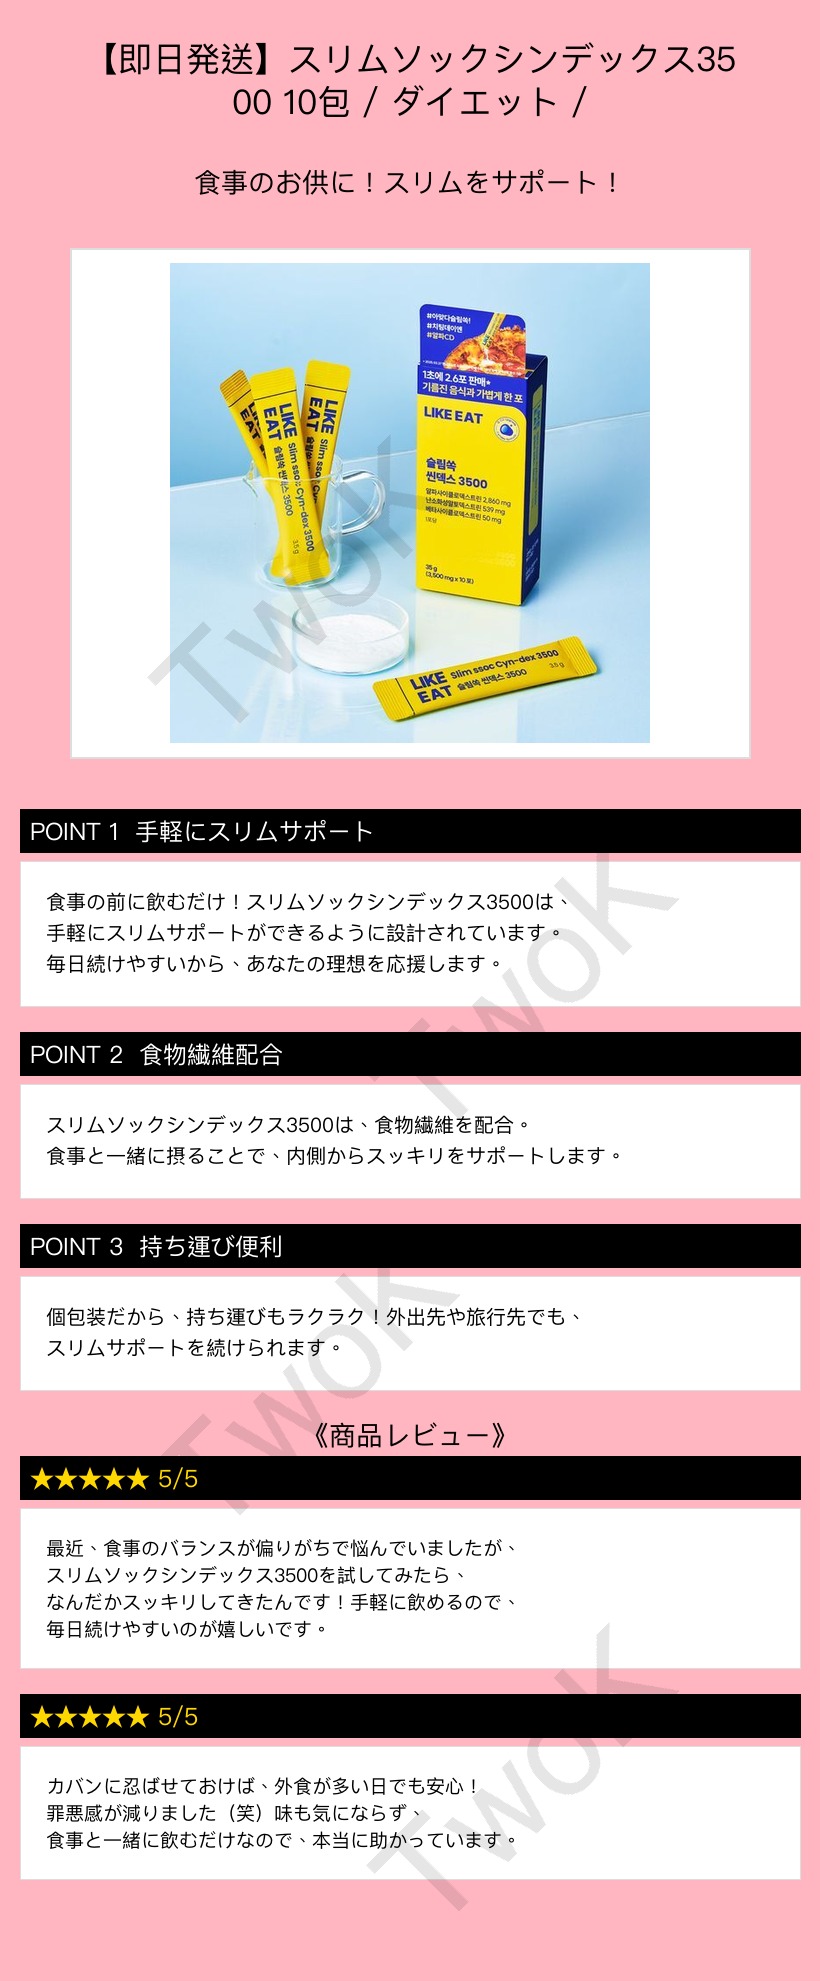 【即日発送】スリムソックシンデックス35
00 10包 / ダイエット /
食事のお供に！スリムをサポート！
#아맞다슬림쏙!
#치팅데이엔
#알파CD
1초에 2.6포 판매*
기름진 음식과 가볍게 한 포
LIKE EAT
슬림쏙
씬덱스 3500
알파사이클로덱스트린 2,860 mg
난소화성말토덱스트린 539 mg
베타사이클로덱스트린 50 mg
1포당
35 g
(3,500 mg x 10 포)
LIKE
EAT
Slim ssoc Cyn-dex 3500
슬림쏙 씬덱스 3500
3.5 g
LIKE
EAT
Slim ssoc Cyn-dex 3500
슬림쏙 씬덱스 3500
3.5 g
TwoK
POINT 1 手軽にスリムサポート
食事の前に飲むだけ！スリムソックシンデックス3500は、
手軽にスリムサポートができるように設計されています。
毎日続けやすいから、あなたの理想を応援します。
TwoK
POINT 2 食物繊維配合
スリムソックシンデックス3500は、食物繊維を配合。
食事と一緒に摂ることで、内側からスッキリをサポートします。
POINT 3 持ち運び便利
個包装だから、持ち運びもラクラク！外出先や旅行先でも、
スリムサポートを続けられます。
TwoK
《商品レビュー》
★★★★★ 5/5
最近、食事のバランスが偏りがちで悩んでいましたが、
スリムソックシンデックス3500を試してみたら、
なんだかスッキリしてきたんです！手軽に飲めるので、
毎日続けやすいのが嬉しいです。
★★★★★ 5/5
カバンに忍ばせておけば、外食が多い日でも安心！
罪悪感が減りました（笑）味も気にならず、
食事と一緒に飲むだけなので、本当に助かっています。
TwoK